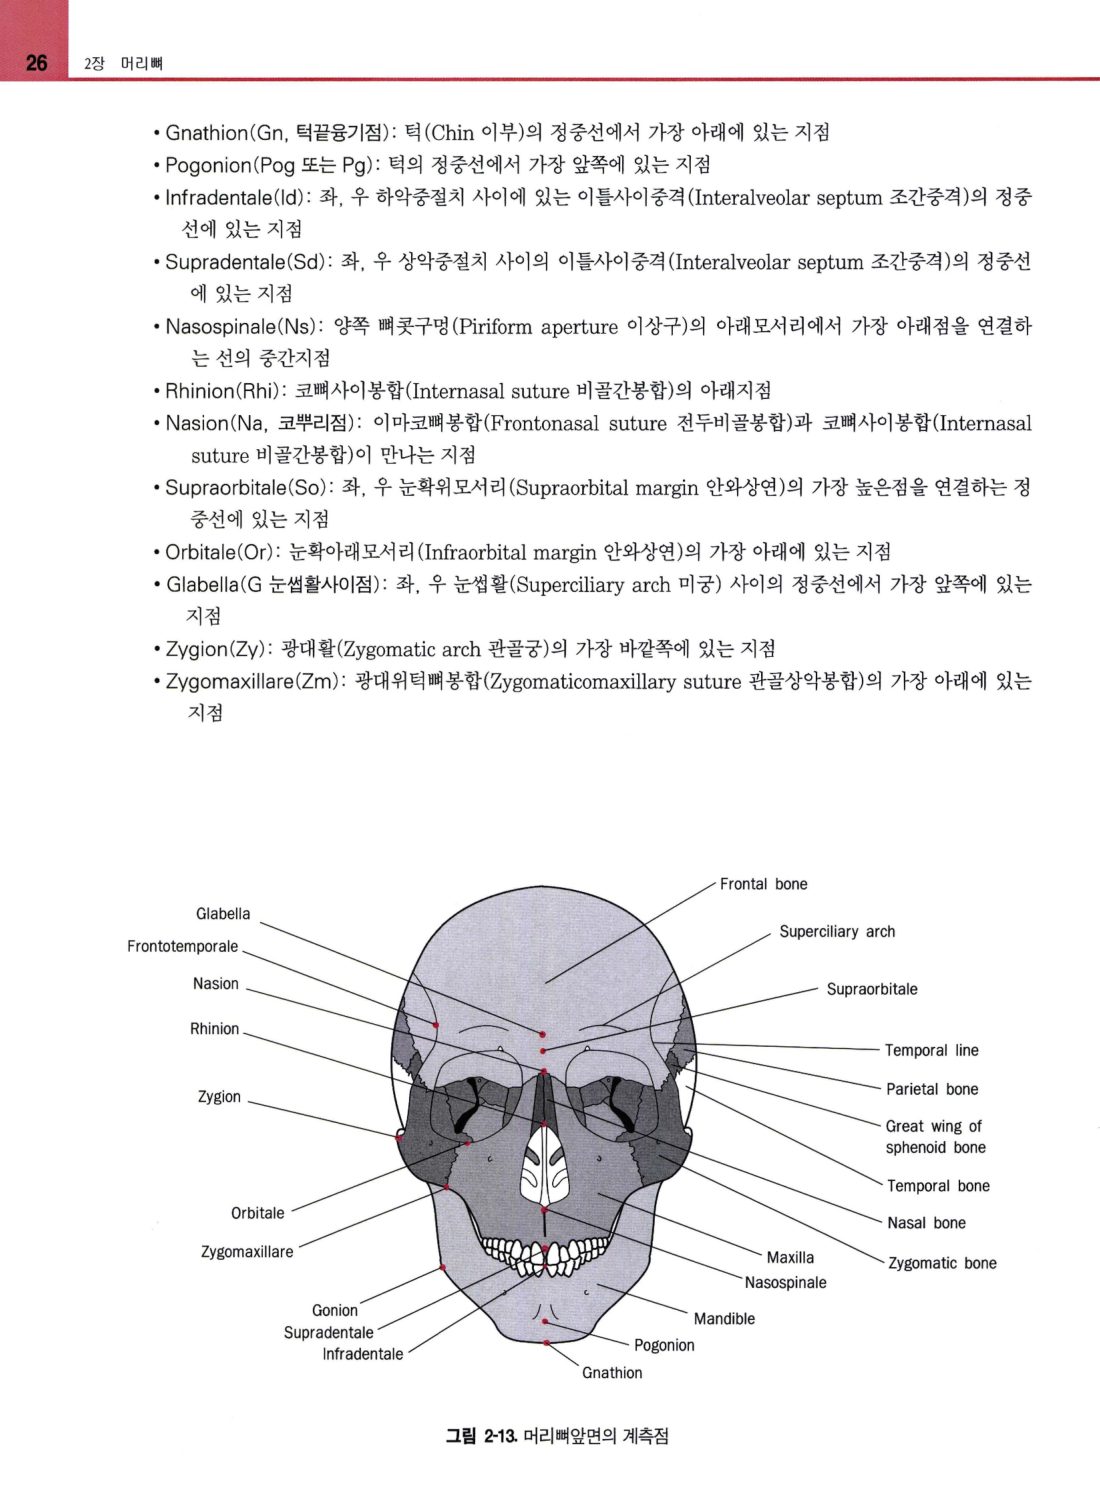 26 2장 머리뼈
• Gnathion(Gn, 턱끝융기점): 턱(Chin 이부)의 정중선에서 가장 아래에 있는 지점
• Pogonion(Pog 또는 Pg): 턱의 정중선에서 가장 앞쪽에 있는 지점
• Infradentale(Id): 좌, 우 하악중절치 사이에 있는 이틀사이중격(Interalveolar septum 조간중격)의 정중
선에 있는 지점
• Supradentale(Sd): 좌, 우 상악중절치 사이의 이틀사이중격(Interalveolar septum 조간중격)의 정중선
에 있는 지점
• Nasospinale(Ns): 양쪽 뼈콧구멍(Piriform aperture 이상구)의 아래모서리에서 가장 아래점을 연결하
는 선의 중간지점
• Rhinion(Rhi): 코뼈사이봉합(Internasal suture 비골간봉합)의 아래지점
• Nasion(Na, 코뿌리점): 이마코뼈봉합(Frontonasal suture 전두비골봉합)과 코뼈사이봉합(Internasal
suture 비골간봉합)이 만나는 지점
• Supraorbitale(So): 좌, 우 눈확위모서리(Supraorbital margin 안와상연)의 가장 높은점을 연결하는 정
중선에 있는 지점
• Orbitale(Or): 눈확아래모서리(Infraorbital margin 안와상연)의 가장 아래에 있는 지점
• Glabella(G 눈썹활사이점): 좌, 우 눈썹활(Superciliary arch 미궁) 사이의 정중선에서 가장 앞쪽에 있는
지점
• Zygion(Zy): 광대활(Zygomatic arch 관골궁)의 가장 바깥쪽에 있는 지점
• Zygomaxillare(Zm): 광대위턱뼈봉합(Zygomaticomaxillary suture 관골상악봉합)의 가장 아래에 있는
지점
Glabella
Frontotemporale
Nasion
Rhinion
Zygion
Orbitale
Zygomaxillare
Gonion
Supradentale
Infradentale
Frontal bone
Superciliary arch
Supraorbitale
Temporal line
Parietal bone
Great wing of
sphenoid bone
Temporal bone
Nasal bone
Zygomatic bone
Maxilla
Nasospinale
Mandible
Pogonion
Gnathion
그림 2-13. 머리뼈앞면의 계측점